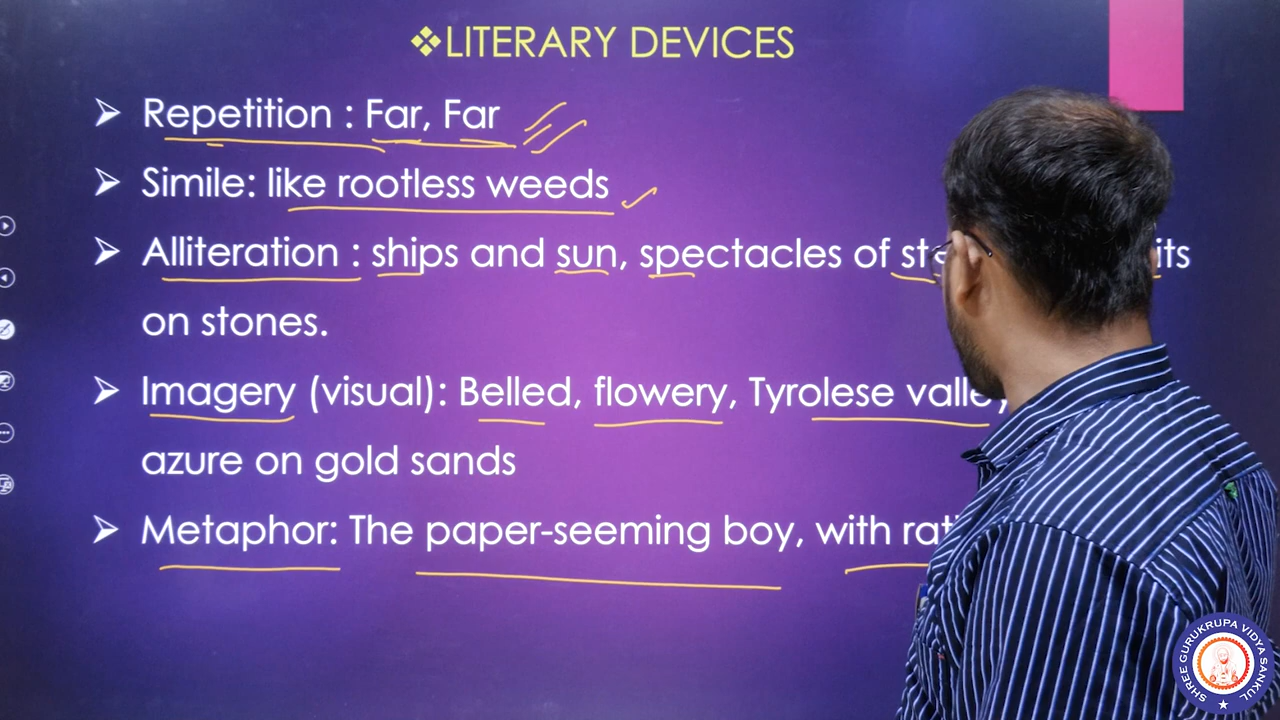 ❖LITERARY DEVICES
➢ Repetition : Far, Far
➢ Simile: like rootless weeds
➢ Alliteration : ships and sun, spectacles of
on stones.
➢ Imagery (visual): Belled, flowery, Tyrolese valley
azure on gold sands
➢ Metaphor: The paper-seeming boy, with
SHREE GURUKRUPA VIDYA SANKUL